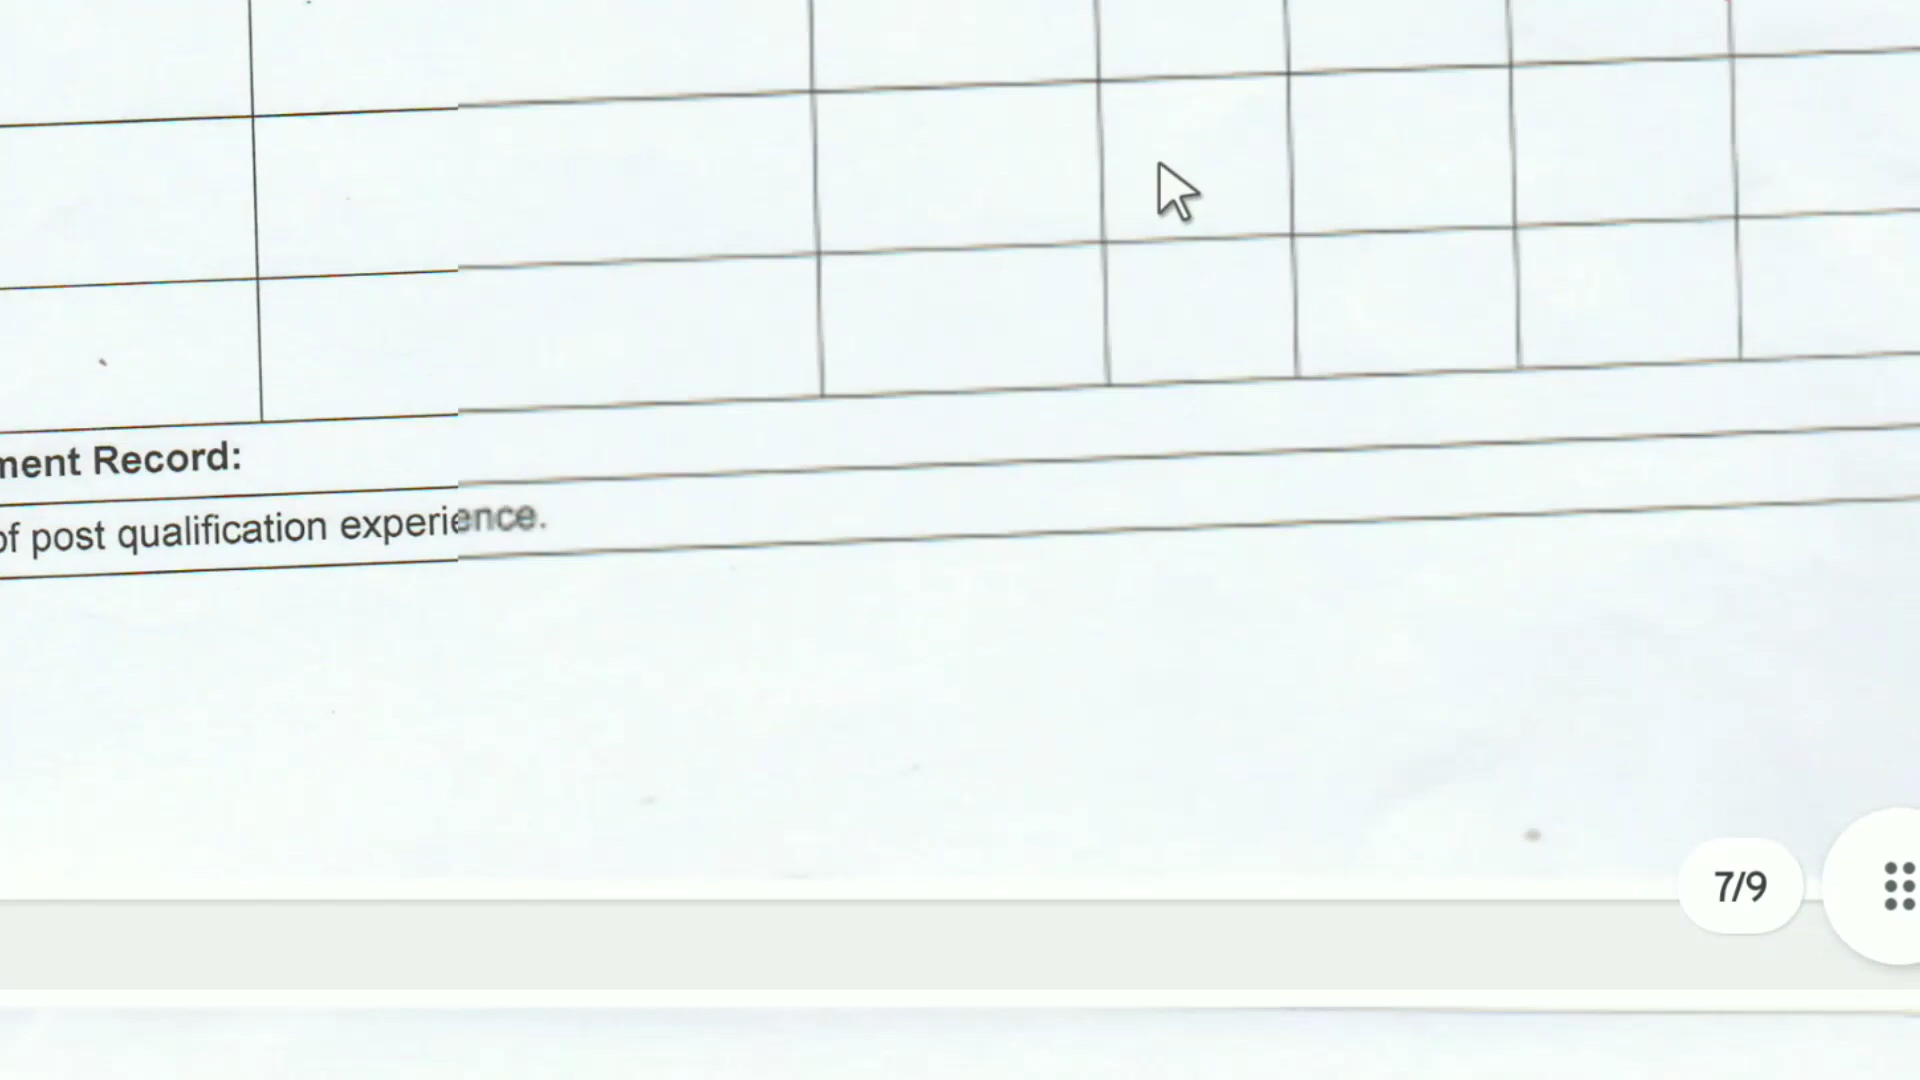 ment Record:
of post qualification experience.
7/9